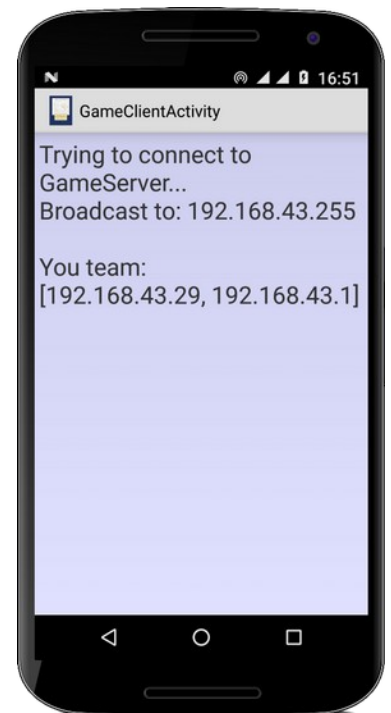 16:51
GameClientActivity
Trying to connect to
GameServer...
Broadcast to: 192.168.43.255
You team:
[192.168.43.29, 192.168.43.1]